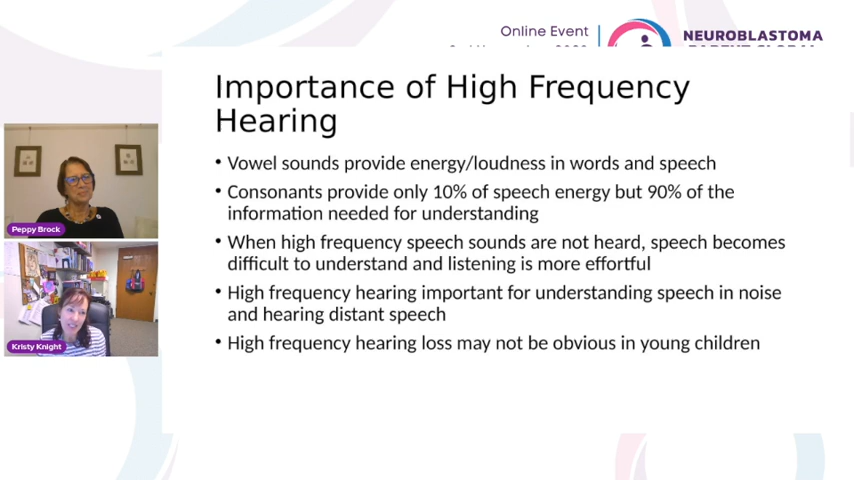 Online Event
NEUROBLASTOMA
Importance of High Frequency
Hearing
• Vowel sounds provide energy/loudness in words and speech
• Consonants provide only 10% of speech energy but 90% of the
information needed for understanding
• When high frequency speech sounds are not heard, speech becomes
difficult to understand and listening is more effortful
• High frequency hearing important for understanding speech in noise
and hearing distant speech
• High frequency hearing loss may not be obvious in young children
Peppy Brock
Kristy Knight